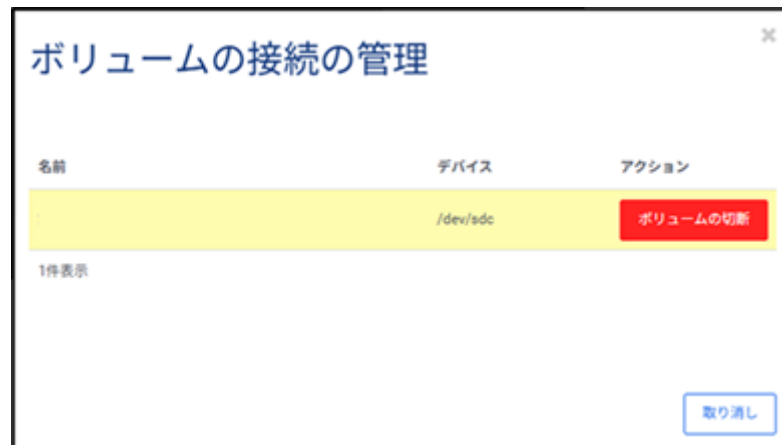 ボリュームの接続の管理
名前 デバイス アクション
/dev/sdc ボリュームの切断
1件表示
取り消し